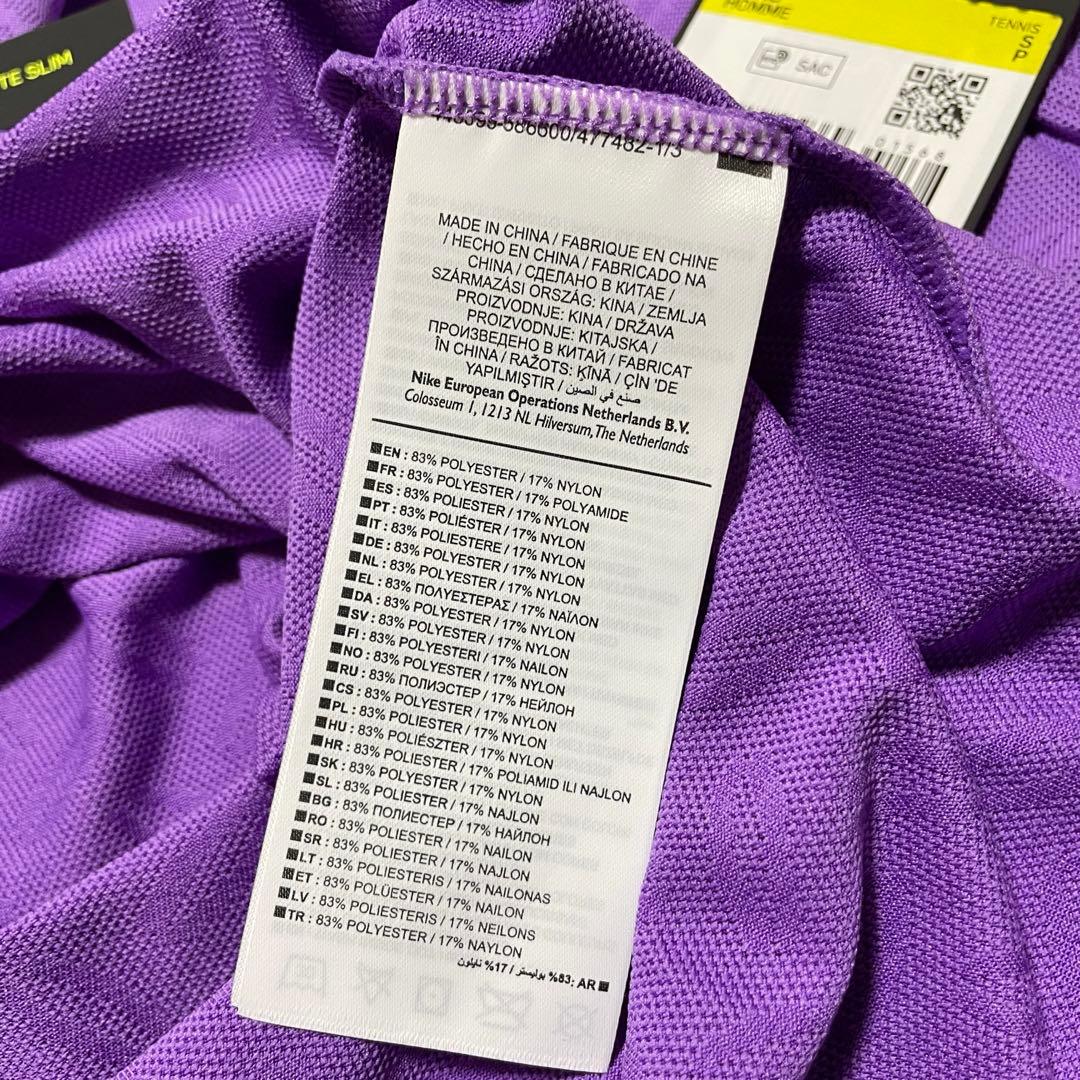 TE SLIM
HOMME
TENNIS
S
P
SAC
01568
MADE IN CHINA / FABRIQUE EN CHINE
/ HECHO EN CHINA / FABRICADO NA
CHINA / СДЕЛАНО В КИТАЕ /
SZÁRMAZÁSI ORSZÁG: KINA / ZEMLJA
PROIZVODNJE: KINA / DRŽAVA
PROIZVODNJE: KITAJSKA /
ПРОИЗВЕДЕНО В КИТАЙ / FABRICAT
ÎN CHINA / RAŽOTS: ĶĪNĀ / ÇİN 'DE
YAPILMIŞTIR / صنع في الصين
Nike European Operations Netherlands B.V.
Colosseum 1, 1213 NL Hilversum, The Netherlands
EN : 83% POLYESTER / 17% NYLON
FR : 83% POLYESTER / 17% POLYAMIDE
ES : 83% POLIESTER / 17% NYLON
PT : 83% POLIÉSTER / 17% NYLON
IT : 83% POLIESTERE / 17% NYLON
DE : 83% POLYESTER / 17% NYLON
NL : 83% POLYESTER / 17% NYLON
EL : 83% ΠΟΛΥΕΣΤΕΡΑΣ / 17% ΝΑΪΛΟΝ
DA : 83% POLYESTER / 17% NYLON
SV : 83% POLYESTER / 17% NYLON
FI : 83% POLYESTERI / 17% NAILON
NO : 83% POLYESTER / 17% NYLON
RU : 83% ПОЛИЭСТЕР / 17% НЕЙЛОН
CS : 83% POLYESTER / 17% NYLON
PL : 83% POLIESTER / 17% NYLON
HU : 83% POLIÉSZTER / 17% NYLON
HR : 83% POLIESTER / 17% POLIAMID ILI NAJLON
SK : 83% POLYESTER / 17% NYLON
SL : 83% POLIESTER / 17% NAJLON
BG : 83% ПОЛИЕСТЕР / 17% НАЙЛОН
RO : 83% POLIESTER / 17% NAILON
SR : 83% POLIESTER / 17% NAJLON
LT : 83% POLIESTERIS / 17% NAILONAS
ET : 83% POLÜESTER / 17% NAILON
LV : 83% POLIESTERIS / 17% NEILONS
TR : 83% POLYESTER / 17% NAYLON
AR :83% بوليستر / 17% نايلون